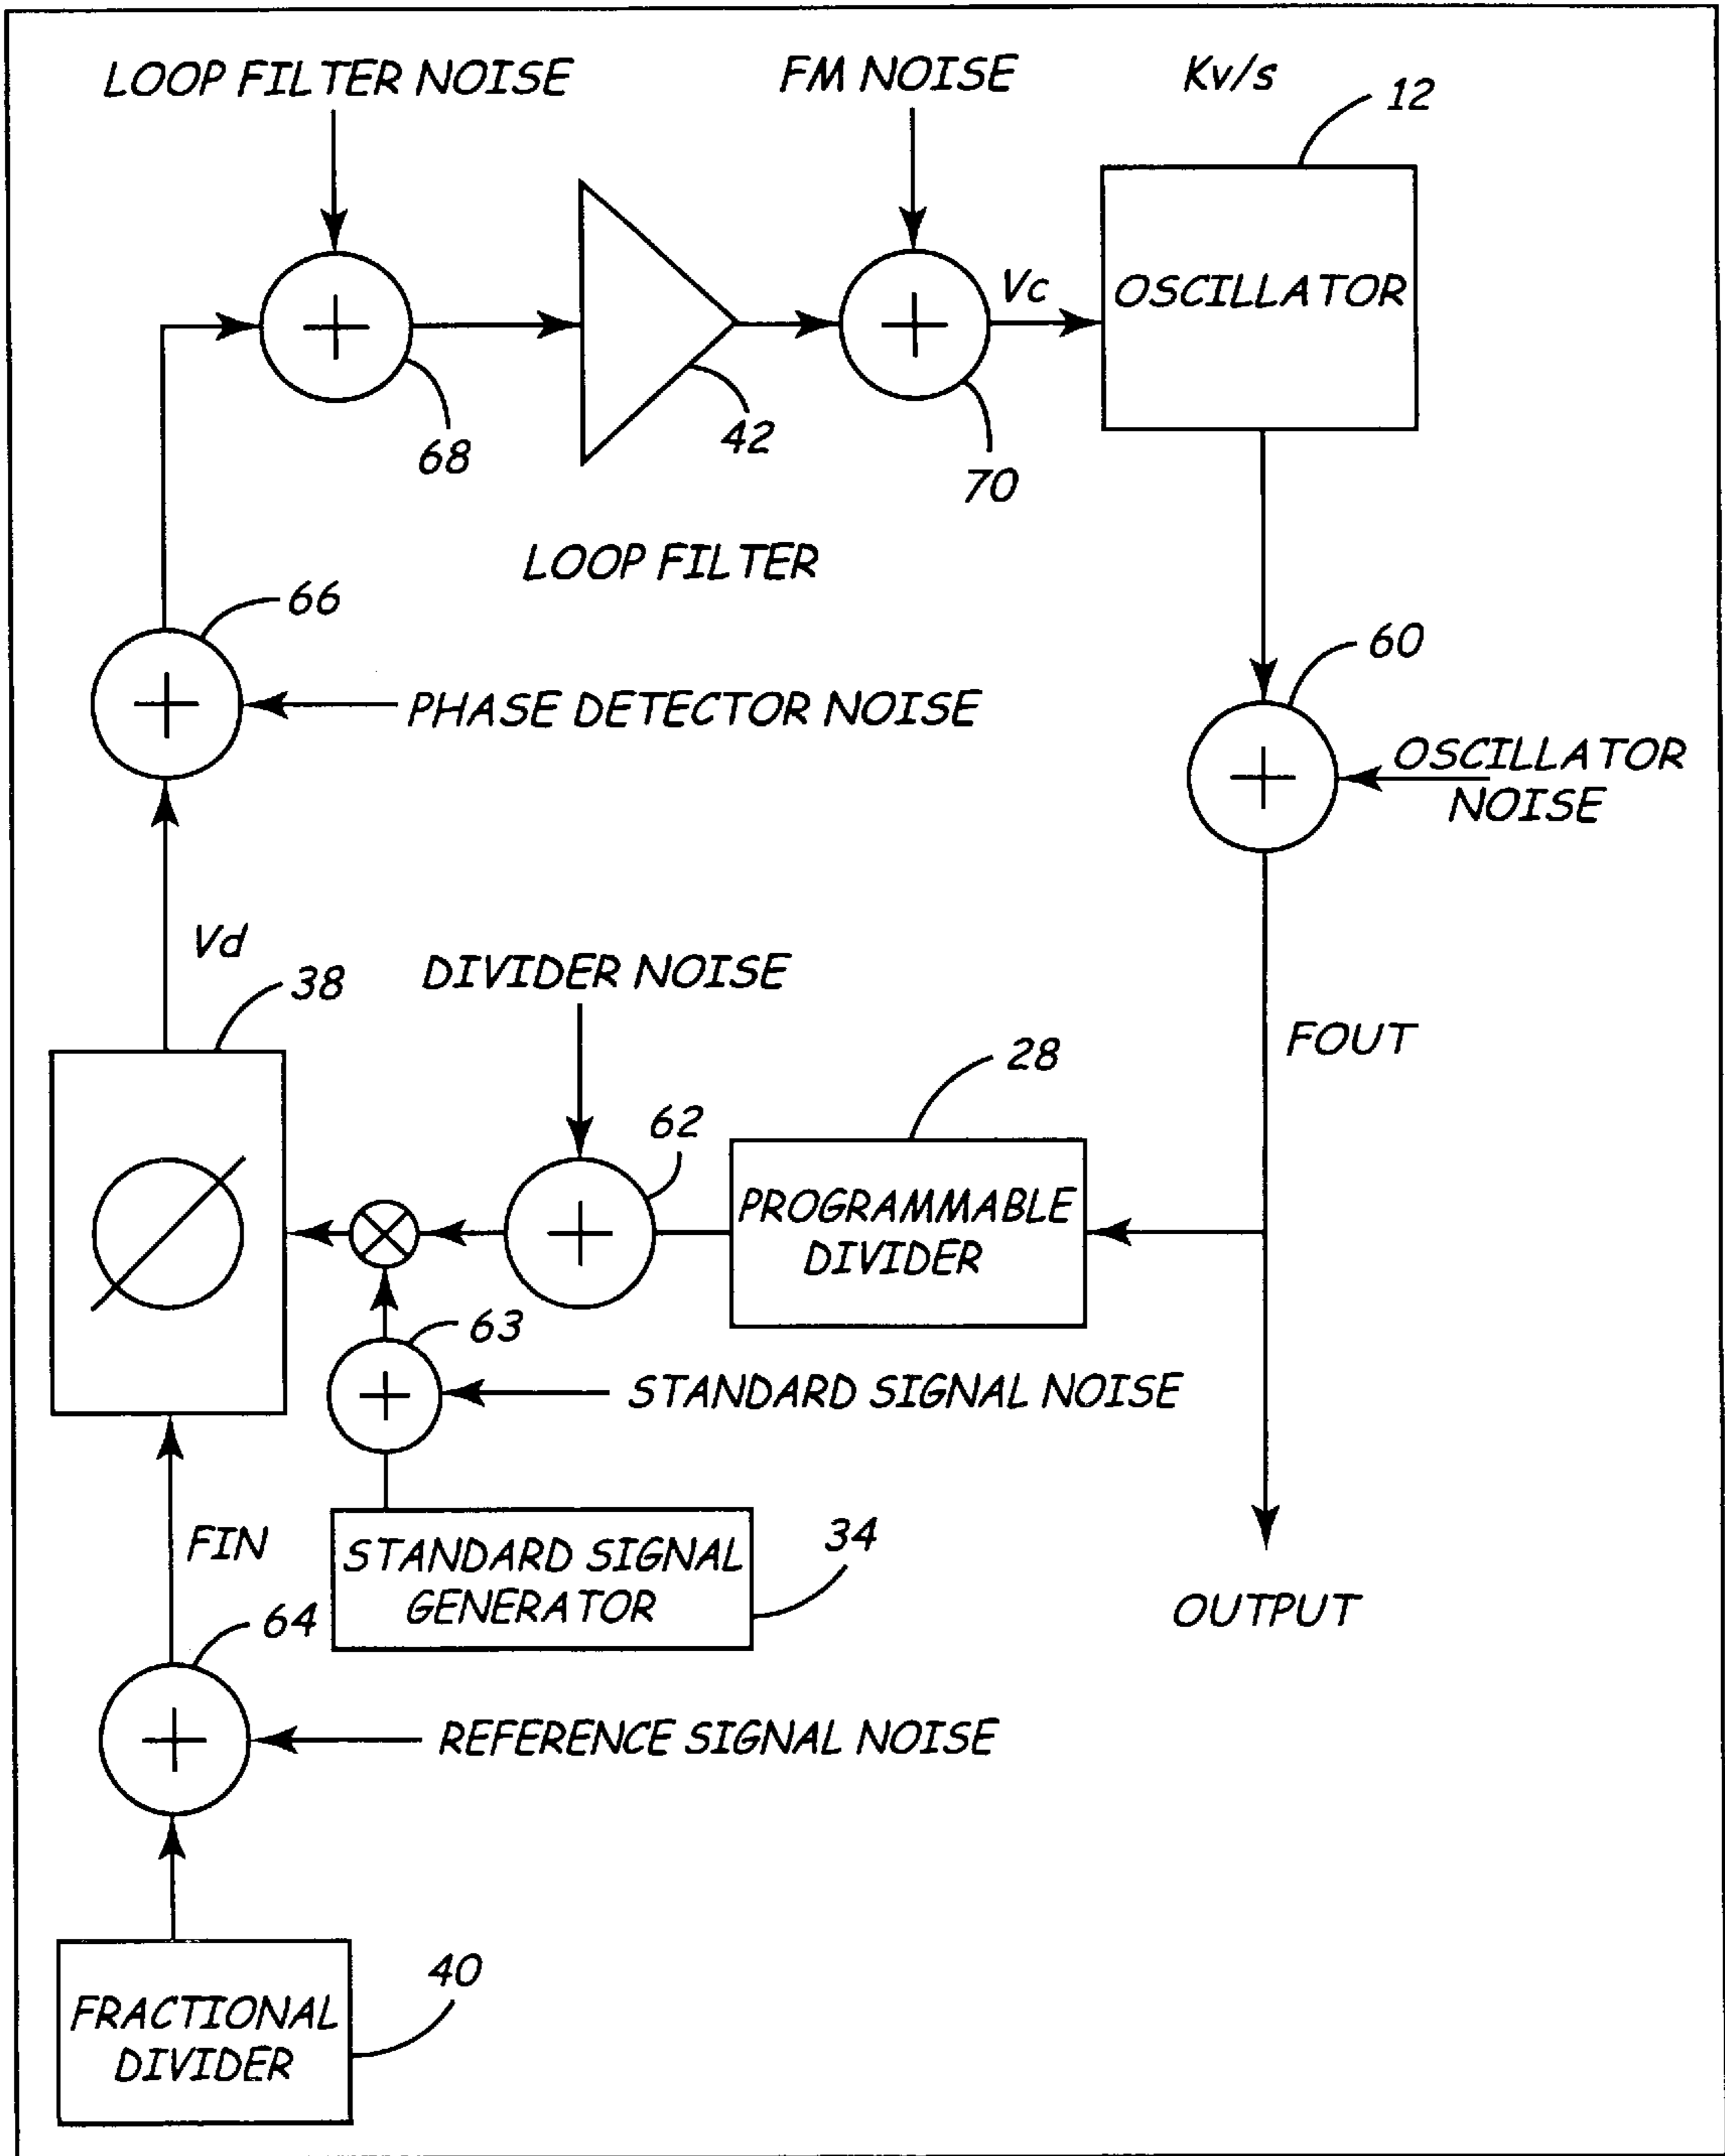 LOOP FILTER NOISE
FM NOISE
Kv/s
12
OSCILLATOR
Vc
68
42
70
LOOP FILTER
66
60
PHASE DETECTOR NOISE
OSCILLATOR
NOISE
Vd
38
DIVIDER NOISE
28
FOUT
62
PROGRAMMABLE
DIVIDER
63
STANDARD SIGNAL NOISE
FIN
STANDARD SIGNAL
GENERATOR
34
64
OUTPUT
REFERENCE SIGNAL NOISE
40
FRACTIONAL
DIVIDER